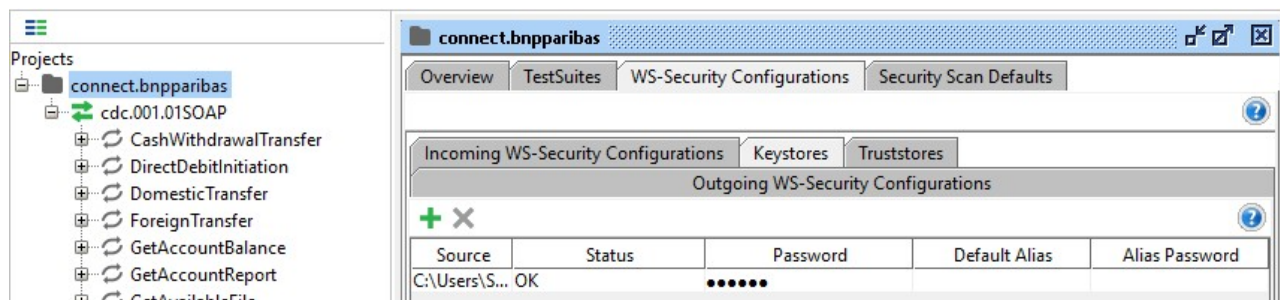 Projects
connect.bnpparibas
cdc.001.01SOAP
CashWithdrawalTransfer
DirectDebitInitiation
DomesticTransfer
ForeignTransfer
GetAccountBalance
GetAccountReport
GetAvailableFile
connect.bnpparibas
Overview TestSuites WS-Security Configurations Security Scan Defaults
Incoming WS-Security Configurations Keystores Truststores
Outgoing WS-Security Configurations
Source Status Password Default Alias Alias Password
C:\Users\S... OK ●●●●●●